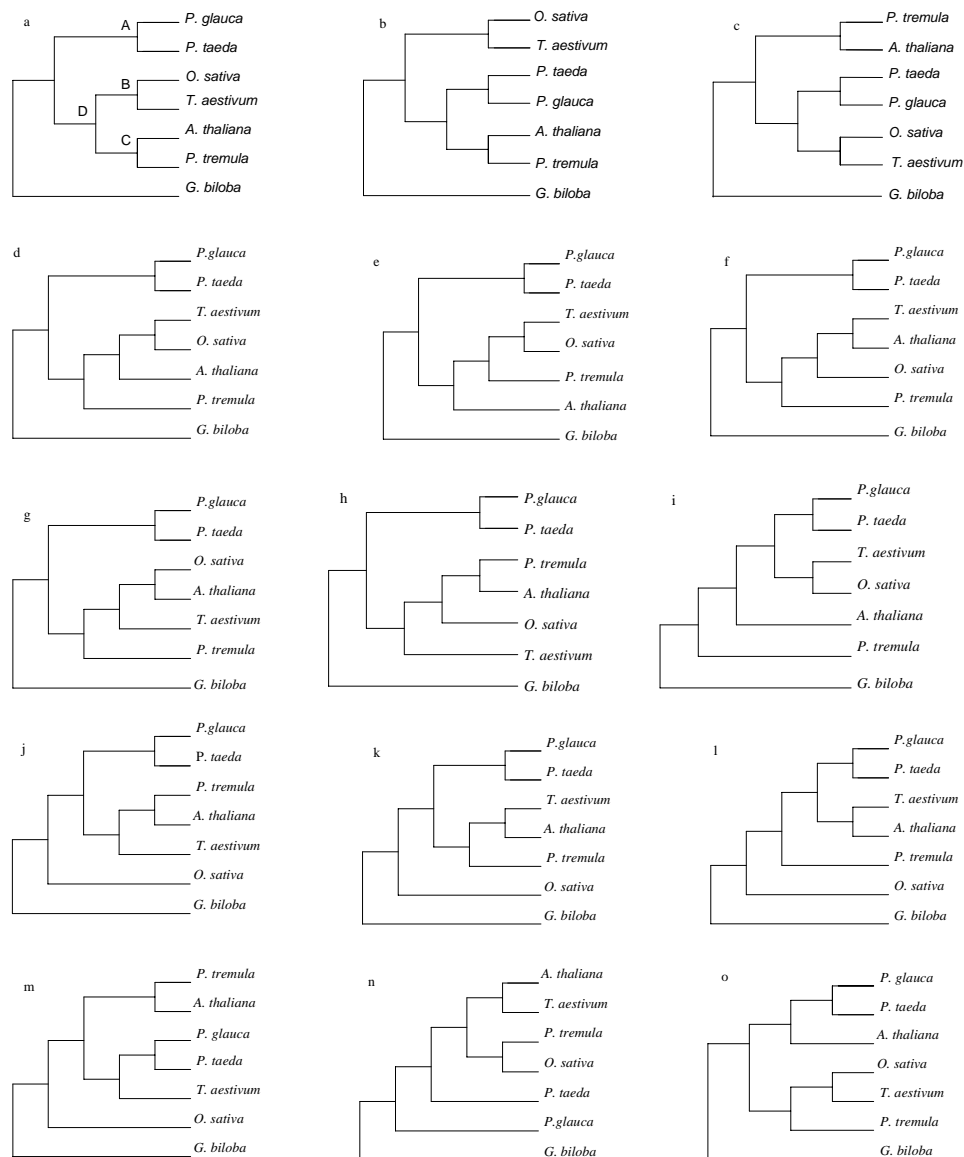 a
A
P. glauca
P. taeda
B
O. sativa
T. aestivum
D
C
A. thaliana
P. tremula
G. biloba
b
O. sativa
T. aestivum
P. taeda
P. glauca
A. thaliana
P. tremula
G. biloba
c
P. tremula
A. thaliana
P. taeda
P. glauca
O. sativa
T. aestivum
G. biloba
d
P.glauca
P. taeda
T. aestivum
O. sativa
A. thaliana
P. tremula
G. biloba
e
P.glauca
P. taeda
T. aestivum
O. sativa
P. tremula
A. thaliana
G. biloba
f
P.glauca
P. taeda
T. aestivum
A. thaliana
O. sativa
P. tremula
G. biloba
g
P.glauca
P. taeda
O. sativa
A. thaliana
T. aestivum
P. tremula
G. biloba
h
P.glauca
P. taeda
P. tremula
A. thaliana
O. sativa
T. aestivum
G. biloba
i
P.glauca
P. taeda
T. aestivum
O. sativa
A. thaliana
P. tremula
G. biloba
j
P.glauca
P. taeda
P. tremula
A. thaliana
T. aestivum
O. sativa
G. biloba
k
P.glauca
P. taeda
T. aestivum
A. thaliana
P. tremula
O. sativa
G. biloba
l
P.glauca
P. taeda
T. aestivum
A. thaliana
P. tremula
O. sativa
G. biloba
m
P. tremula
A. thaliana
P. glauca
P. taeda
T. aestivum
O. sativa
G. biloba
n
A. thaliana
T. aestivum
P. tremula
O. sativa
P. taeda
P.glauca
G. biloba
o
P. glauca
P. taeda
A. thaliana
O. sativa
T. aestivum
P. tremula
G. biloba